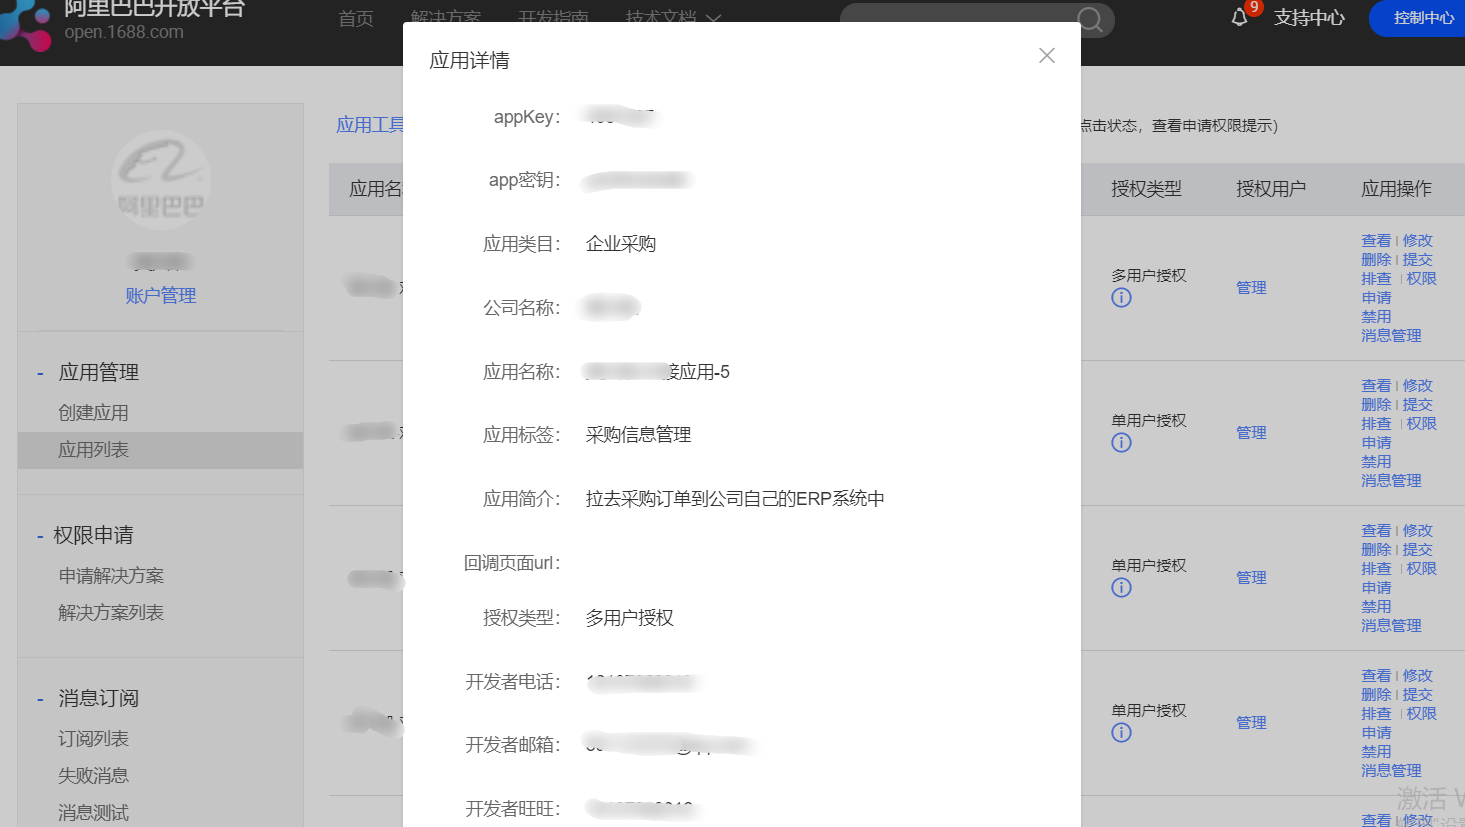 阿里巴巴开放平台
open.1688.com
首页
解决方案
开发指南
技术文档
9
支持中心
控制中心
账户管理
- 应用管理
创建应用
应用列表
- 权限申请
申请解决方案
解决方案列表
- 消息订阅
订阅列表
失败消息
消息测试
应用工具
应用名
应用详情
appKey:
app密钥:
应用类目: 企业采购
公司名称:
应用名称: 接应用-5
应用标签: 采购信息管理
应用简介: 拉去采购订单到公司自己的ERP系统中
回调页面url:
授权类型: 多用户授权
开发者电话:
开发者邮箱:
开发者旺旺:
点击状态，查看申请权限提示)
授权类型 授权用户 应用操作
多用户授权
管理
查看 | 修改
删除 | 提交
排查 | 权限
申请
禁用
消息管理
单用户授权
管理
查看 | 修改
删除 | 提交
排查 | 权限
申请
禁用
消息管理
单用户授权
管理
查看 | 修改
删除 | 提交
排查 | 权限
申请
禁用
消息管理
单用户授权
管理
查看 | 修改
删除 | 提交
排查 | 权限
申请
禁用
消息管理
查看 | 修改
激活